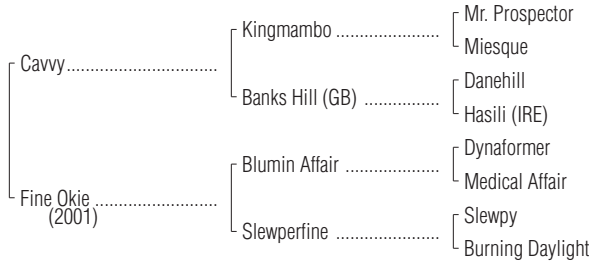 Cavvy..............................
Fine Okie ........................
(2001)
Kingmambo ....................
Banks Hill (GB) ...............
Blumin Affair ...................
Slewperfine .....................
Mr. Prospector
Miesque
Danehill
Hasili (IRE)
Dynaformer
Medical Affair
Slewpy
Burning Daylight